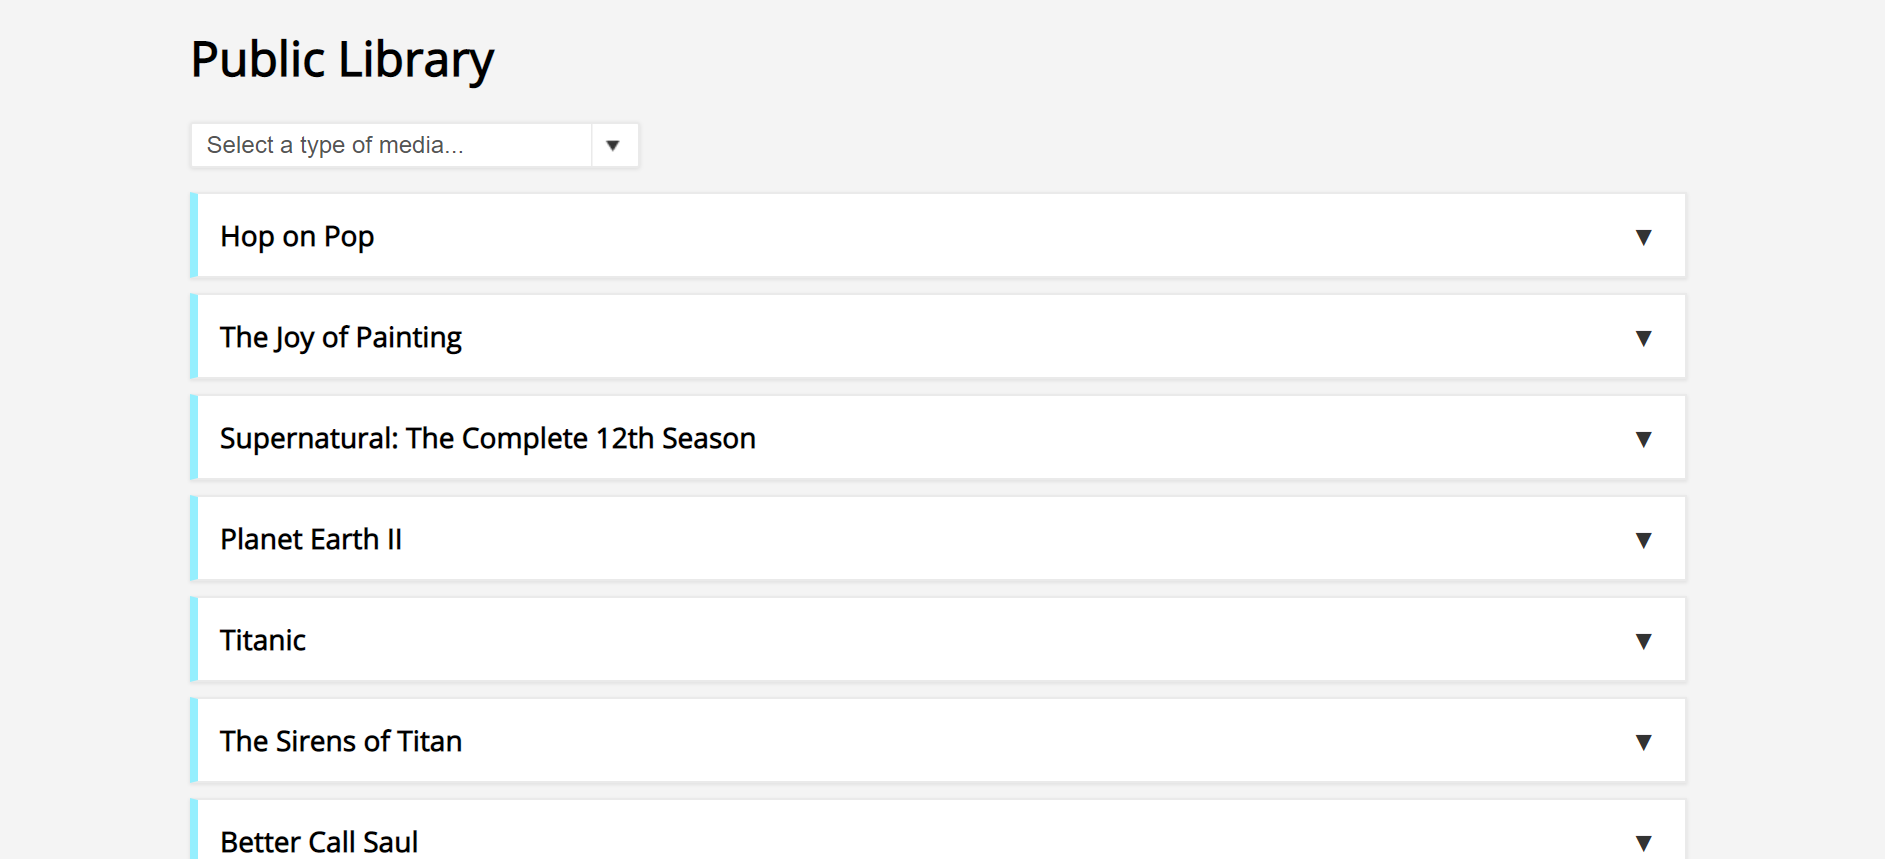 Public Library
Select a type of media...
Hop on Pop
The Joy of Painting
Supernatural: The Complete 12th Season
Planet Earth II
Titanic
The Sirens of Titan
Better Call Saul